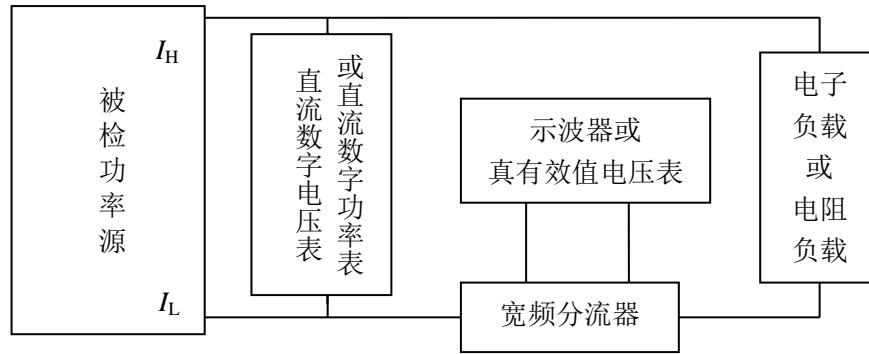 I_H
被检功率源
I_L
直流数字电压表
或直流数字功率表
示波器或
真有效值电压表
宽频分流器
电子
负载
或
电阻
负载